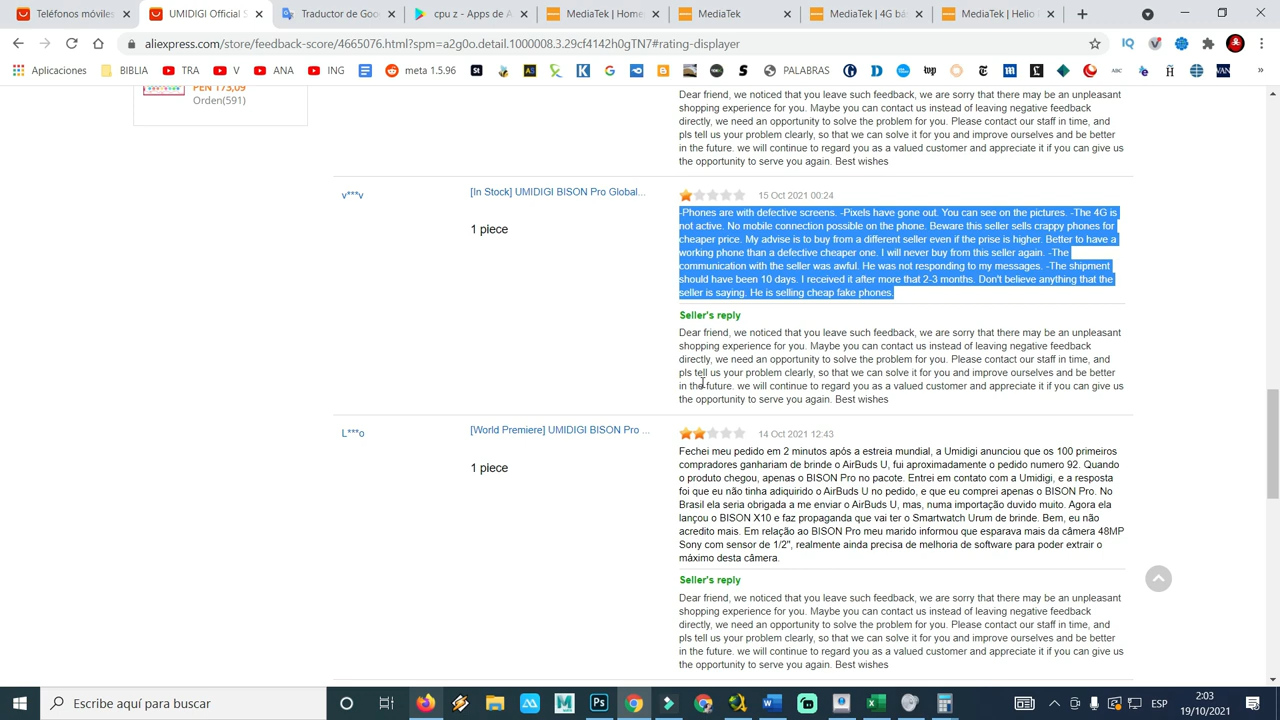 Teléfonos móviles
UMIDIGI Official S
Traductor de Goo
cpu z - Apps de A
MediaTek | Home
MediaTek
MediaTek | 4G bás
MediaTek | Helio
aliexpress.com/store/feedback-score/4665076.html?spm=a2g0o.detail.1000008.3.29cf4142h0gTN7#rating-displayer
Aplicaciones
BIBLIA
TRA
V
ANA
ING
meta 1.5.96
PALABRAS
PEN 173,09
Orden(591)
Dear friend, we noticed that you leave such feedback, we are sorry that there may be an unpleasant
shopping experience for you. Maybe you can contact us instead of leaving negative feedback
directly, we need an opportunity to solve the problem for you. Please contact our staff in time, and
pls tell us your problem clearly, so that we can solve it for you and improve ourselves and be better
in the future. we will continue to regard you as a valued customer and appreciate it if you can give us
the opportunity to serve you again. Best wishes
v***v
[In Stock] UMIDIGI BISON Pro Global...
1 piece
15 Oct 2021 00:24
-Phones are with defective screens. -Pixels have gone out. You can see on the pictures. -The 4G is
not active. No mobile connection possible on the phone. Beware this seller sells crappy phones for
cheaper price. My advise is to buy from a different seller even if the prise is higher. Better to have a
working phone than a defective cheaper one. I will never buy from this seller again. -The
communication with the seller was awful. He was not responding to my messages. -The shipment
should have been 10 days. I received it after more that 2-3 months. Don't believe anything that the
seller is saying. He is selling cheap fake phones.
Seller's reply
Dear friend, we noticed that you leave such feedback, we are sorry that there may be an unpleasant
shopping experience for you. Maybe you can contact us instead of leaving negative feedback
directly, we need an opportunity to solve the problem for you. Please contact our staff in time, and
pls tell us your problem clearly, so that we can solve it for you and improve ourselves and be better
in the future. we will continue to regard you as a valued customer and appreciate it if you can give us
the opportunity to serve you again. Best wishes
L***o
[World Premiere] UMIDIGI BISON Pro ...
1 piece
14 Oct 2021 12:43
Fechei meu pedido em 2 minutos após a estreia mundial, a Umidigi anunciou que os 100 primeiros
compradores ganhariam de brinde o AirBuds U, fui aproximadamente o pedido numero 92. Quando
o produto chegou, apenas o BISON Pro no pacote. Entrei em contato com a Umidigi, e a resposta
foi que eu não tinha adiquirido o AirBuds U no pedido, e que eu comprei apenas o BISON Pro. No
Brasil ela seria obrigada a me enviar o AirBuds U, mas, numa importação duvido muito. Agora ela
lançou o BISON X10 e faz propaganda que vai ter o Smartwatch Urum de brinde. Bem, eu não
acredito mais. Em relação ao BISON Pro meu marido informou que esparava mais da câmera 48MP
Sony com sensor de 1/2", realmente ainda precisa de melhoria de software para poder extrair o
máximo desta câmera.
Seller's reply
Dear friend, we noticed that you leave such feedback, we are sorry that there may be an unpleasant
shopping experience for you. Maybe you can contact us instead of leaving negative feedback
directly, we need an opportunity to solve the problem for you. Please contact our staff in time, and
pls tell us your problem clearly, so that we can solve it for you and improve ourselves and be better
in the future. we will continue to regard you as a valued customer and appreciate it if you can give us
the opportunity to serve you again. Best wishes
Escribe aquí para buscar
ESP
2:03
19/10/2021